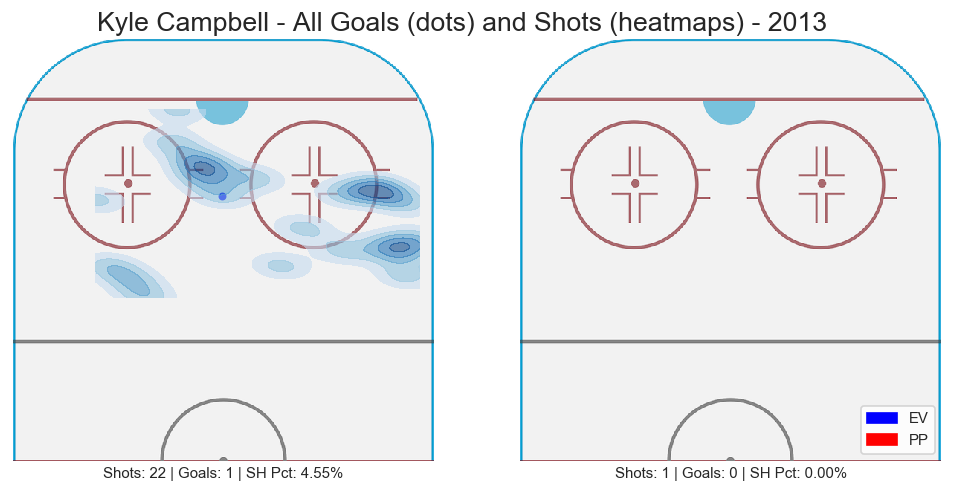 Kyle Campbell - All Goals (dots) and Shots (heatmaps) - 2013
EV
PP
Shots: 22 | Goals: 1 | SH Pct: 4.55%
Shots: 1 | Goals: 0 | SH Pct: 0.00%